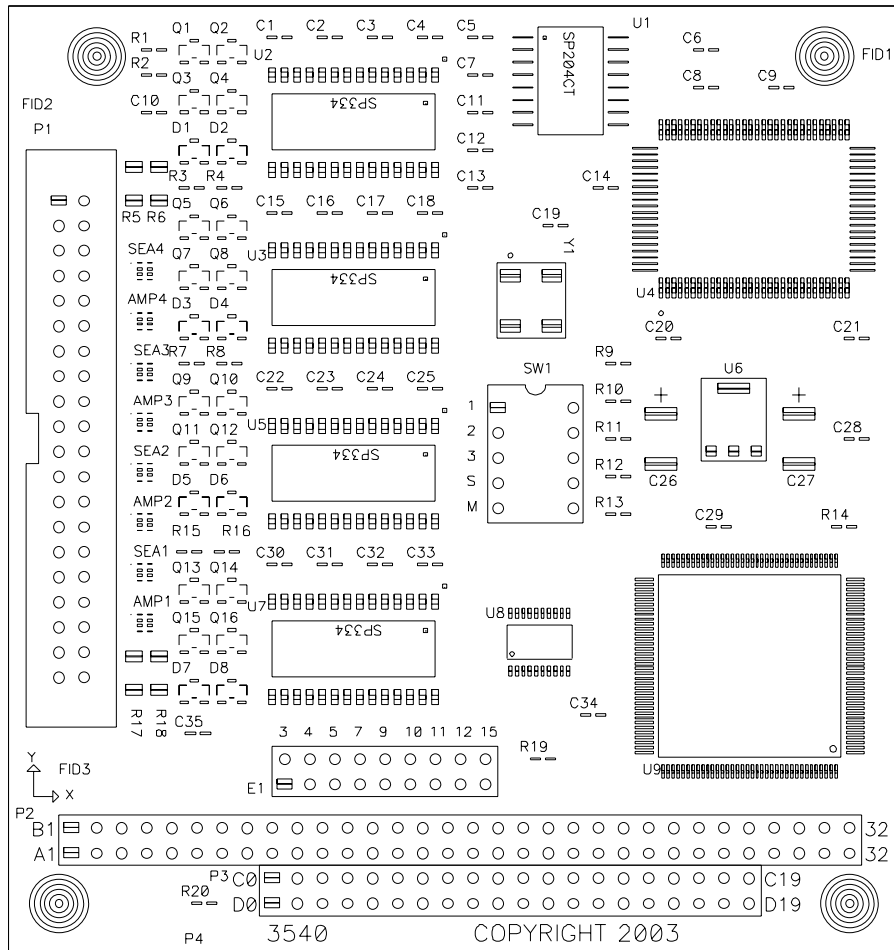 R1 Q1 Q2 C1 C2 C3 C4 C5 U1 C6
R2 U2 SP204CT FID1
Q3 Q4 C7 C8 C9
FID2 C10 SP334 C11
P1 D1 D2 C12
R3 R4 C13 C14
R5 R6 Q5 Q6 C15 C16 C17 C18 C19
SEA4 Q7 Q8 U3 Y1
AMP4 D3 D4 SP334 U4
SEA3 R7 R8 R9 C20 C21
Q9 Q10 C22 C23 C24 C25 SW1 U6
AMP3 R10
1
Q11 Q12 U5 2 R11 C28
SEA2 3
D5 D6 SP334 S R12 C26 C27
AMP2 M R13
R15 R16 C29 R14
SEA1 C30 C31 C32 C33
Q13 Q14
AMP1 Q15 Q16 U7 SP334 U8
D7 D8
R17 R18 C35 C34
3 4 5 7 9 10 11 12 15
Y X FID3 R19 U9
E1
P2
B1 32
A1 32
P3 C0 C19
R20 D0 D19
P4 3540 COPYRIGHT 2003